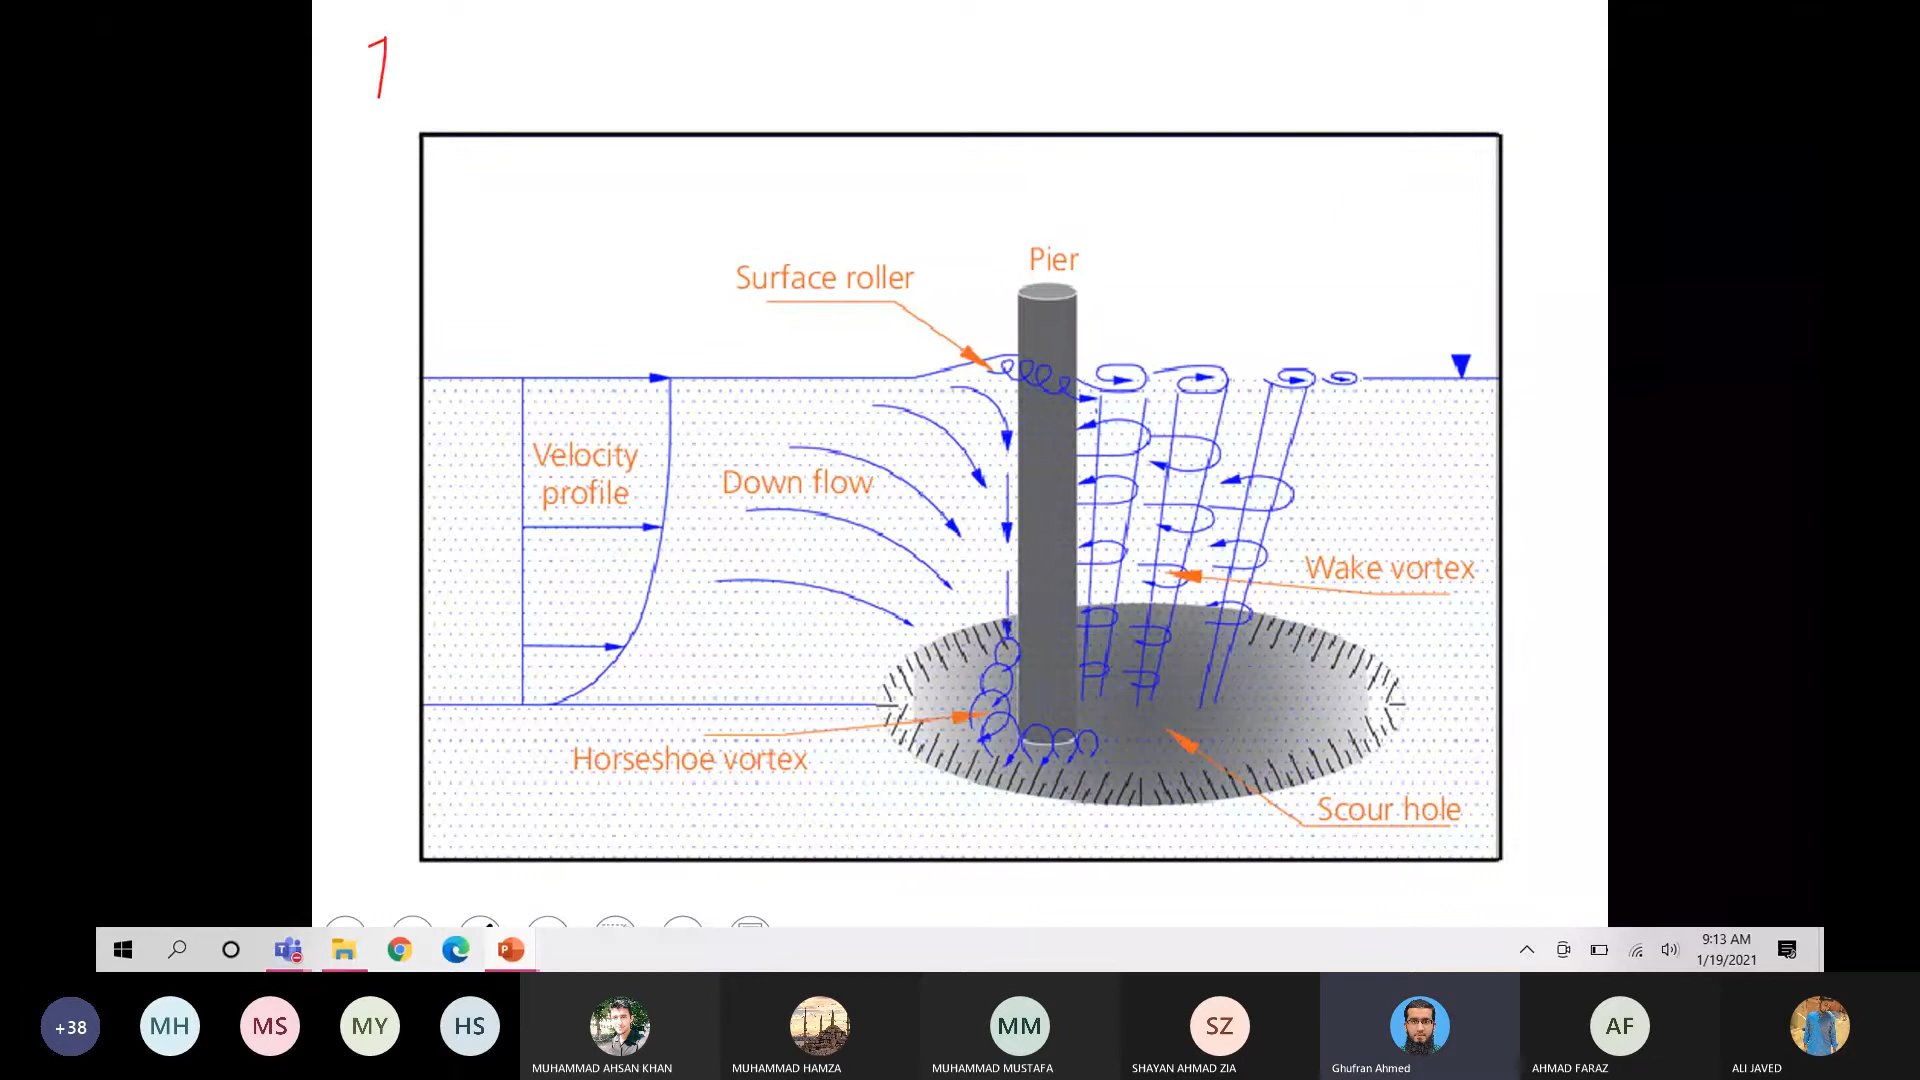 1
Pier
Surface roller
Velocity
profile
Down flow
Wake vortex
Horseshoe vortex
Scour hole
9:13 AM
1/19/2021
+38
MH
MS
MY
HS
MM
SZ
AF
MUHAMMAD AHSAN KHAN
MUHAMMAD HAMZA
MUHAMMAD MUSTAFA
SHAYAN AHMAD ZIA
Ghufran Ahmed
AHMAD FARAZ
ALI JAVED